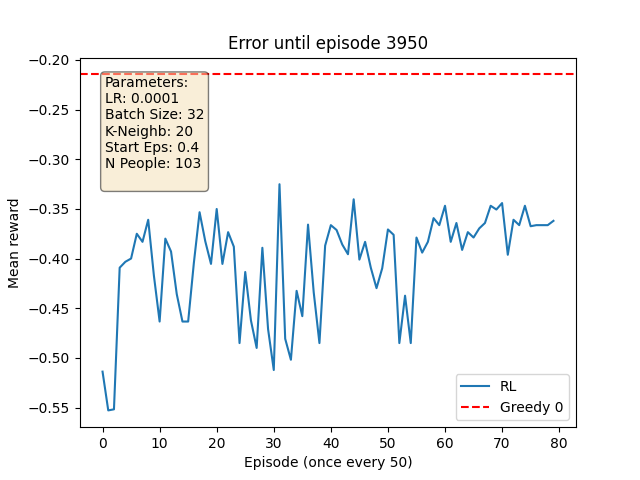 Error until episode 3950
Mean reward
−0.20
−0.25
−0.30
−0.35
−0.40
−0.45
−0.50
−0.55
Parameters:
LR: 0.0001
Batch Size: 32
K-Neighb: 20
Start Eps: 0.4
N People: 103
RL
Greedy 0
0 10 20 30 40 50 60 70 80
Episode (once every 50)